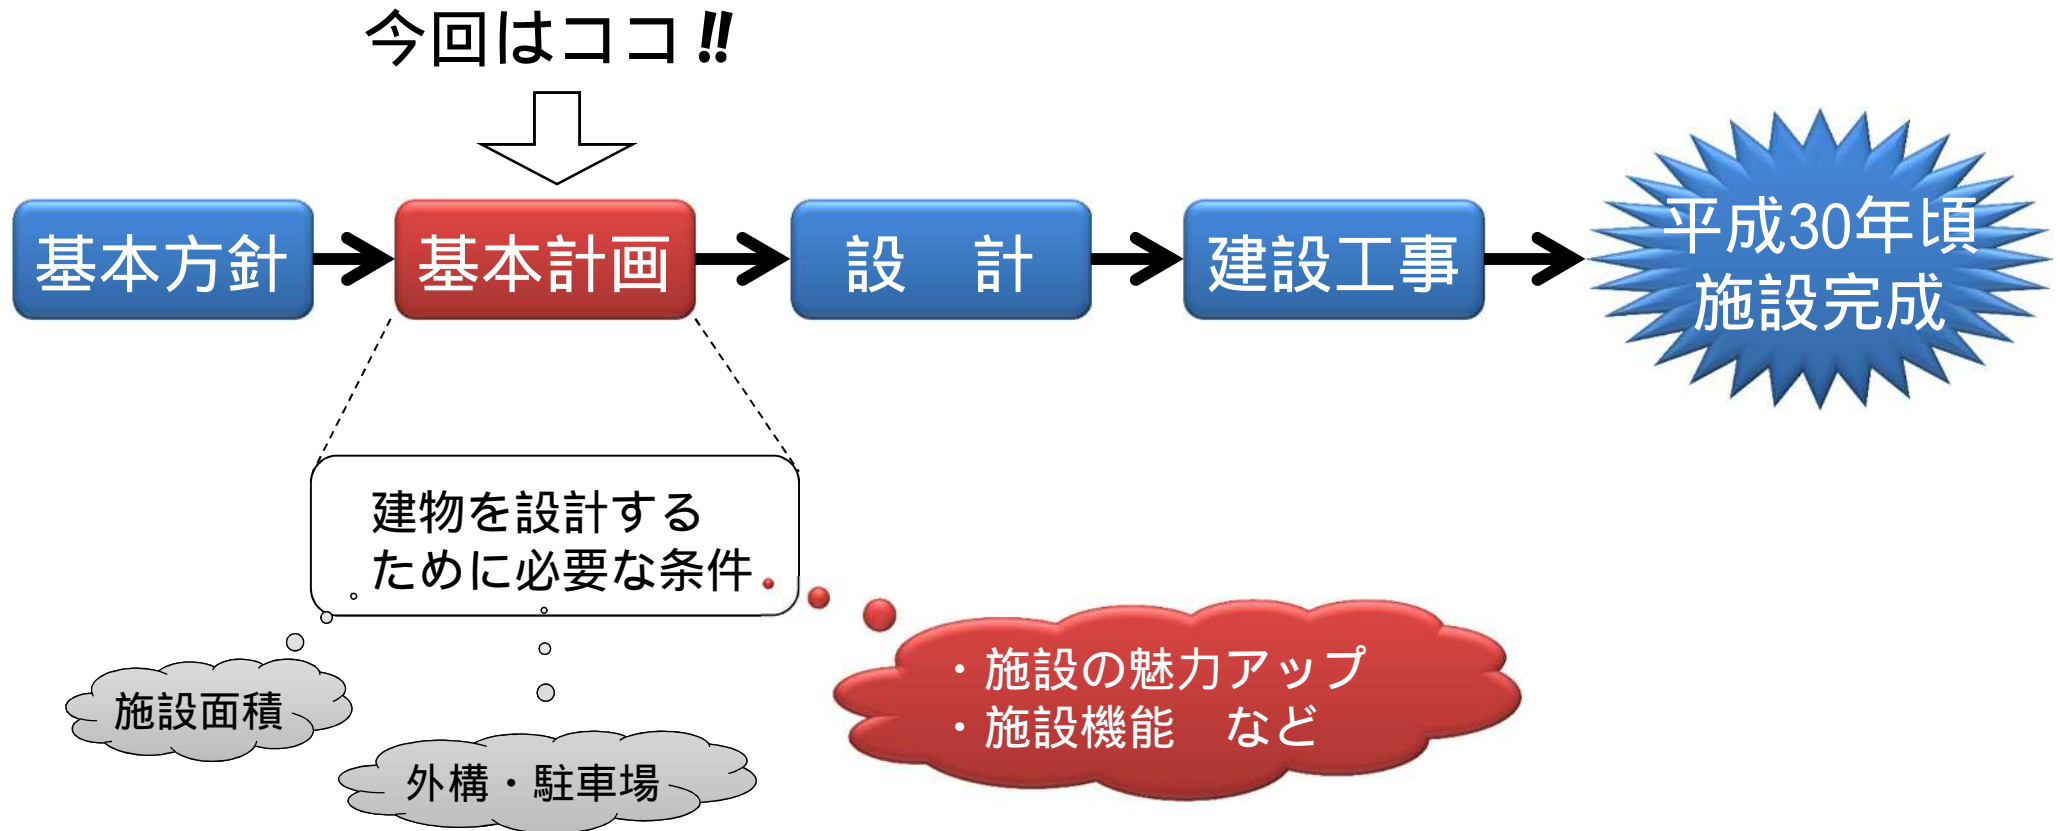 今回はココ‼
基本方針
基本計画
設　計
建設工事
平成30年頃
施設完成
建物を設計する
ために必要な条件
施設面積
外構・駐車場
・施設の魅力アップ
・施設機能　など